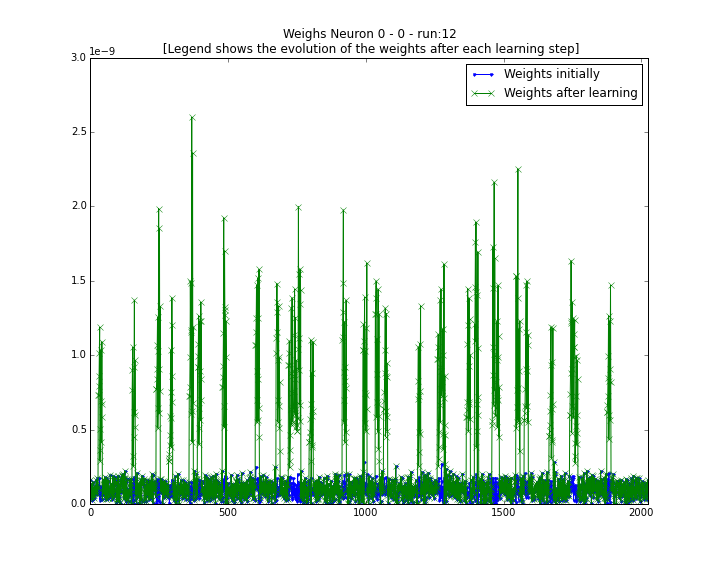 Weighs Neuron 0 - 0 - run:12
[Legend shows the evolution of the weights after each learning step]
1e−9
3.0
2.5
2.0
1.5
1.0
0.5
0.0
0
500
1000
1500
2000
Weights initially
Weights after learning